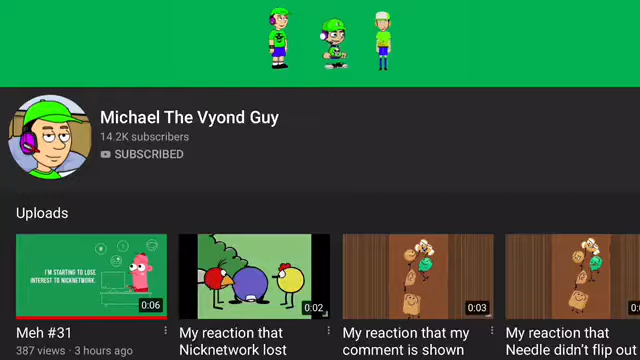 Michael The Vyond Guy
14.2K subscribers
SUBSCRIBED
Uploads
I'M STARTING TO LOSE
INTEREST TO NICKNETWORK.
0:06
0:02
0:03
0:
Meh #31
387 views · 3 hours ago
My reaction that
Nicknetwork lost
My reaction that my
comment is shown
My reaction that
Needle didn't flip out